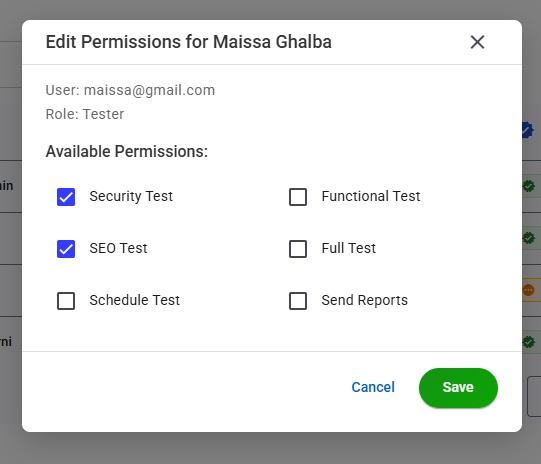 Edit Permissions for Maissa Ghalba
User: maissa@gmail.com
Role: Tester
Available Permissions:
Security Test
Functional Test
SEO Test
Full Test
Schedule Test
Send Reports
Cancel
Save